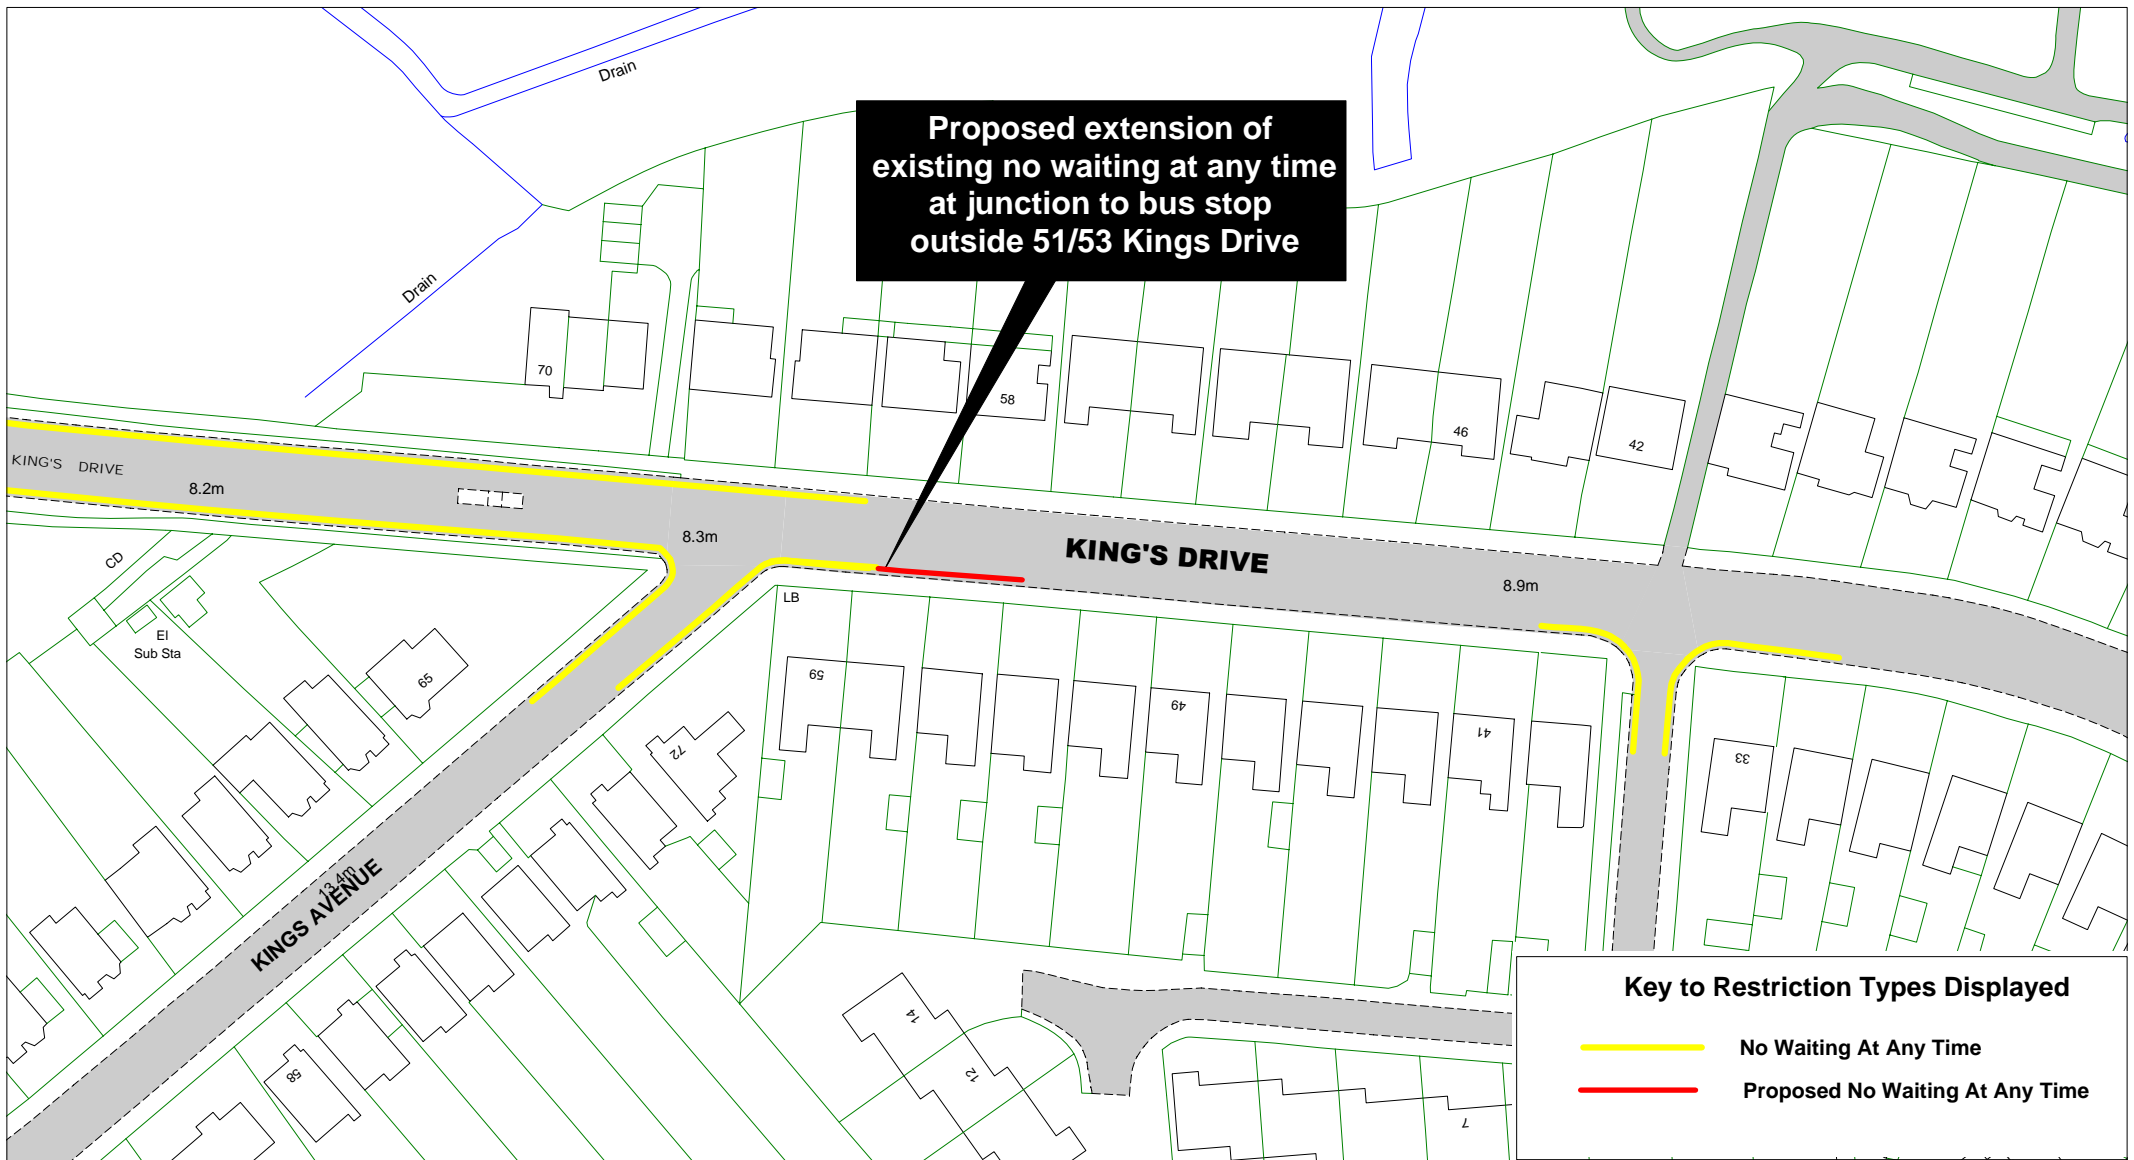 Drain
Proposed extension of
existing no waiting at any time
at junction to bus stop
outside 51/53 Kings Drive
Drain
70
58
46
42
KING'S DRIVE
8.2m
8.3m
KING'S DRIVE
8.9m
CD
El
Sub Sta
LB
65
59
49
41
33
72
13.4m
KINGS AVENUE
58
14
12
7
Key to Restriction Types Displayed
No Waiting At Any Time
Proposed No Waiting At Any Time